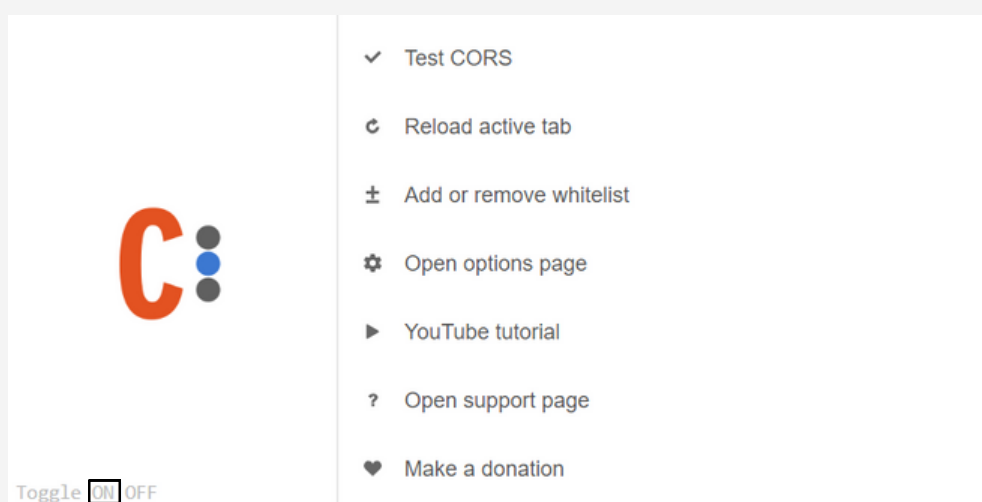 Test CORS
Reload active tab
Add or remove whitelist
Open options page
YouTube tutorial
? Open support page
Make a donation
C
Toggle ON OFF